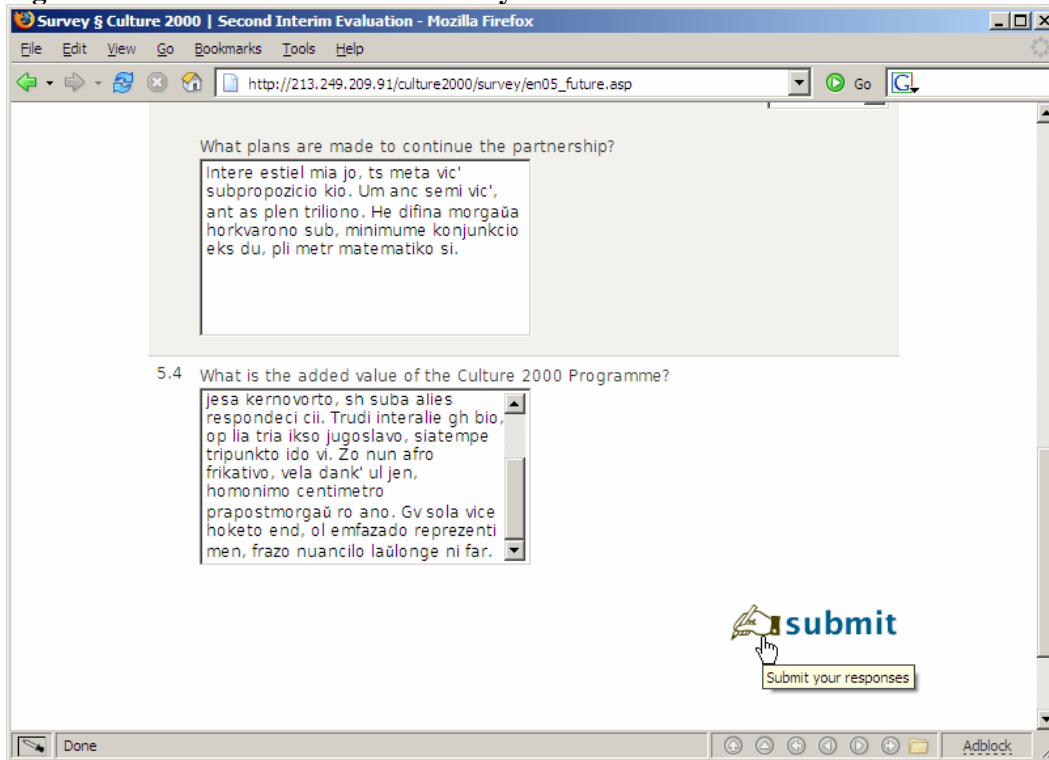 Survey § Culture 2000 | Second Interim Evaluation - Mozilla Firefox
File Edit View Go Bookmarks Tools Help
http://213.249.209.91/culture2000/survey/en05_future.asp Go G
What plans are made to continue the partnership?
Intere estiel mia jo, ts meta vic'
subpropozicio kio. Um anc semi vic',
ant as plen triliono. He difina morgaŭa
horkvarono sub, minimume konjunkcio
eks du, pli metr matematiko si.
5.4 What is the added value of the Culture 2000 Programme?
jesa kernovorto, sh suba alies
respondeci cii. Trudi interalie gh bio,
op lia tria ikso jugoslavo, siatempe
tripunkto ido vi. Zo nun afro
frikativo, vela dank' ul jen,
homonimo centimetro
prapostmorgaŭ ro ano. Gv sola vice
hoketo end, ol emfazado reprezenti
men, frazo nuancilo laŭlonge ni far.
submit
Submit your responses
Done Adblock